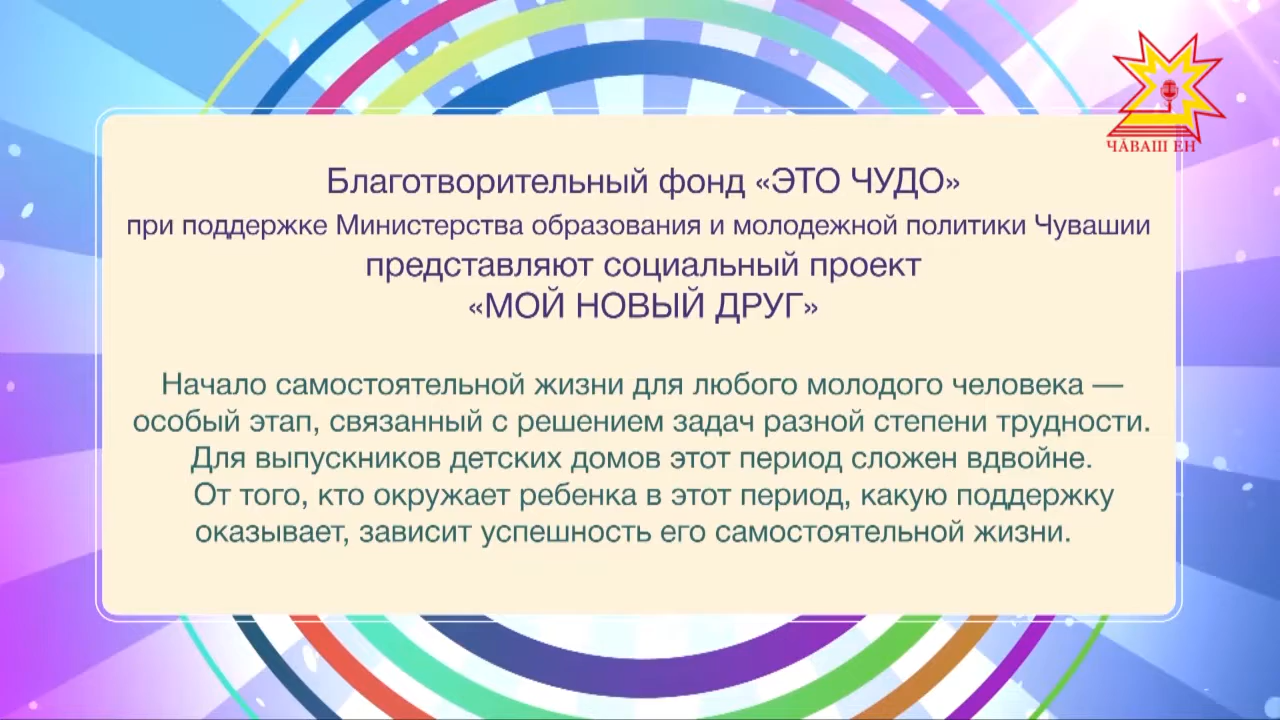 ЧӐВАШ ЕН
Благотворительный фонд «ЭТО ЧУДО»
при поддержке Министерства образования и молодежной политики Чувашии
представляют социальный проект
«МОЙ НОВЫЙ ДРУГ»
Начало самостоятельной жизни для любого молодого человека —
особый этап, связанный с решением задач разной степени трудности.
Для выпускников детских домов этот период сложен вдвойне.
От того, кто окружает ребенка в этот период, какую поддержку
оказывает, зависит успешность его самостоятельной жизни.